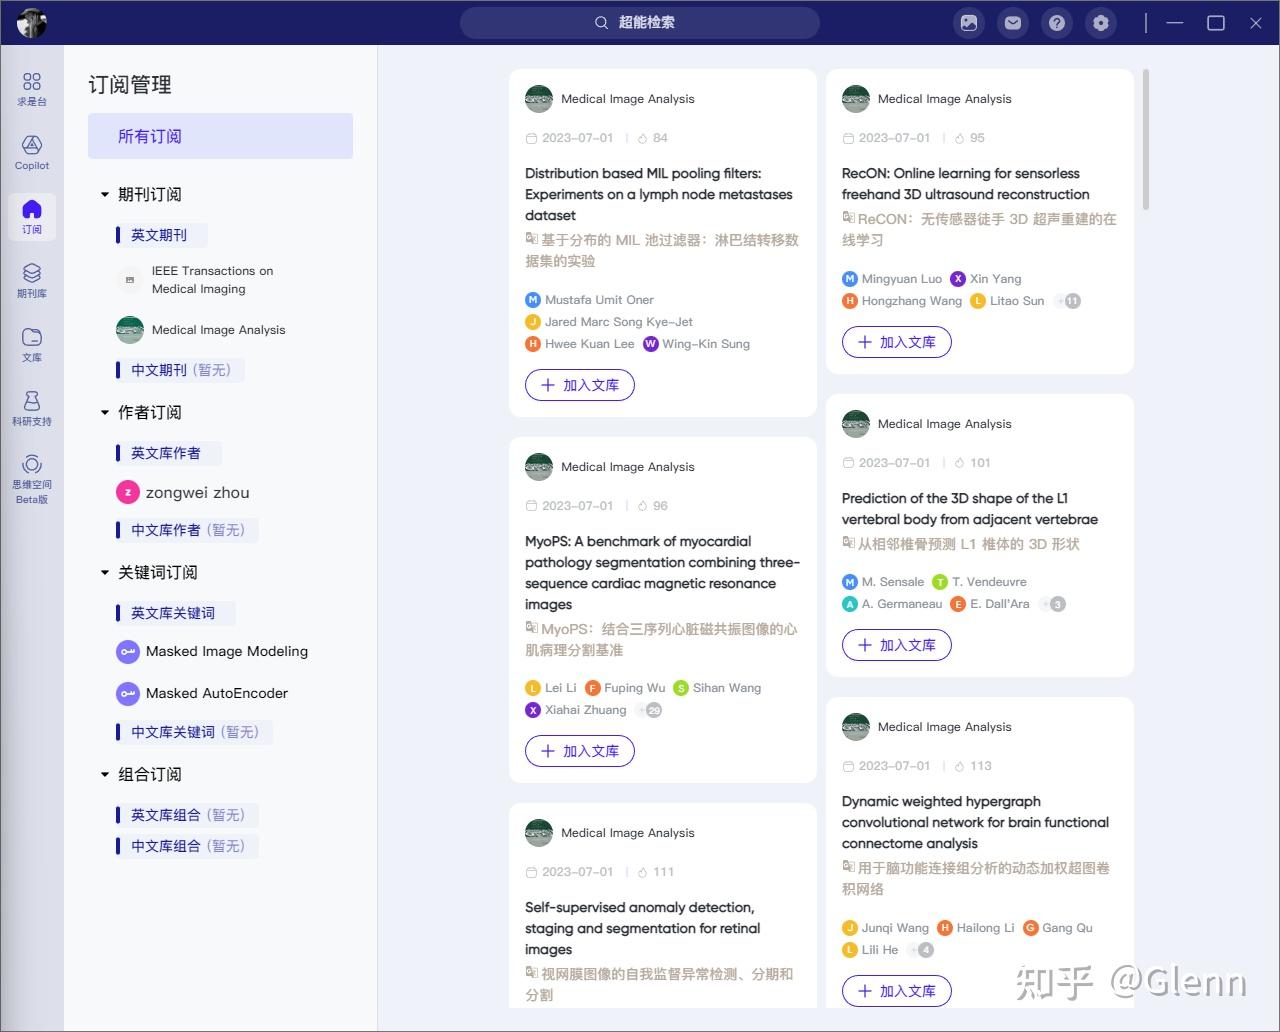 超能检索
求是台
Copilot
订阅
期刊库
文库
科研支持
思维空间
Beta版
订阅管理
所有订阅
期刊订阅
英文期刊
IEEE Transactions on
Medical Imaging
Medical Image Analysis
中文期刊 (暂无)
作者订阅
英文库作者
z zongwei zhou
中文库作者 (暂无)
关键词订阅
英文库关键词
Masked Image Modeling
Masked AutoEncoder
中文库关键词 (暂无)
组合订阅
英文库组合 (暂无)
中文库组合 (暂无)
Medical Image Analysis
2023-07-01 | 84
Distribution based MIL pooling filters:
Experiments on a lymph node metastases
dataset
基于分布的 MIL 池过滤器：淋巴结转移数
据集的实验
M Mustafa Umit Oner
J Jared Marc Song Kye-Jet
H Hwee Kuan Lee W Wing-Kin Sung
+ 加入文库
Medical Image Analysis
2023-07-01 | 96
MyoPS: A benchmark of myocardial
pathology segmentation combining three-
sequence cardiac magnetic resonance
images
MyoPS：结合三序列心脏磁共振图像的心
肌病理分割基准
L Lei Li F Fuping Wu S Sihan Wang
X Xiahai Zhuang +29
+ 加入文库
Medical Image Analysis
2023-07-01 | 111
Self-supervised anomaly detection,
staging and segmentation for retinal
images
视网膜图像的自我监督异常检测、分期和
分割
Medical Image Analysis
2023-07-01 | 95
RecON: Online learning for sensorless
freehand 3D ultrasound reconstruction
ReCON：无传感器徒手 3D 超声重建的在
线学习
M Mingyuan Luo X Xin Yang
H Hongzhang Wang L Litao Sun +11
+ 加入文库
Medical Image Analysis
2023-07-01 | 101
Prediction of the 3D shape of the L1
vertebral body from adjacent vertebrae
从相邻椎骨预测 L1 椎体的 3D 形状
M M. Sensale T T. Vendeuvre
A A. Germaneau E E. Dall'Ara +3
+ 加入文库
Medical Image Analysis
2023-07-01 | 113
Dynamic weighted hypergraph
convolutional network for brain functional
connectome analysis
用于脑功能连接组分析的动态加权超图卷
积网络
J Junqi Wang H Hailong Li G Gang Qu
L Lili He +4
+ 加入文库
知乎 @Glenn